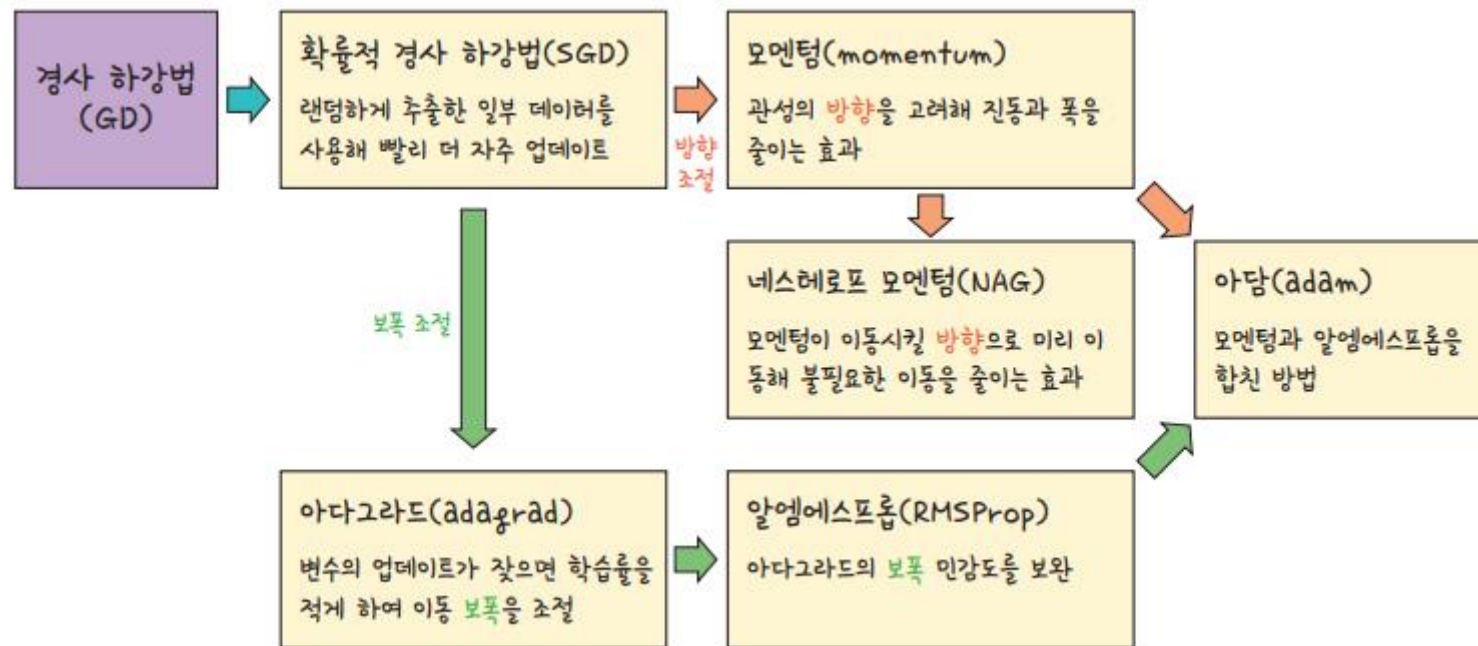 경사 하강법
(GD)
확률적 경사 하강법(SGD)
랜덤하게 추출한 일부 데이터를
사용해 빨리 더 자주 업데이트
방향
조절
모멘텀(momentum)
관성의 방향을 고려해 진동과 폭을
줄이는 효과
보폭 조절
네스테로프 모멘텀(NAG)
모멘텀이 이동시킬 방향으로 미리 이
동해 불필요한 이동을 줄이는 효과
아담(adam)
모멘텀과 알엠에스프롭을
합친 방법
아다그라드(adagrad)
변수의 업데이트가 잦으면 학습률을
적게 하여 이동 보폭을 조절
알엠에스프롭(RMSProp)
아다그라드의 보폭 민감도를 보완